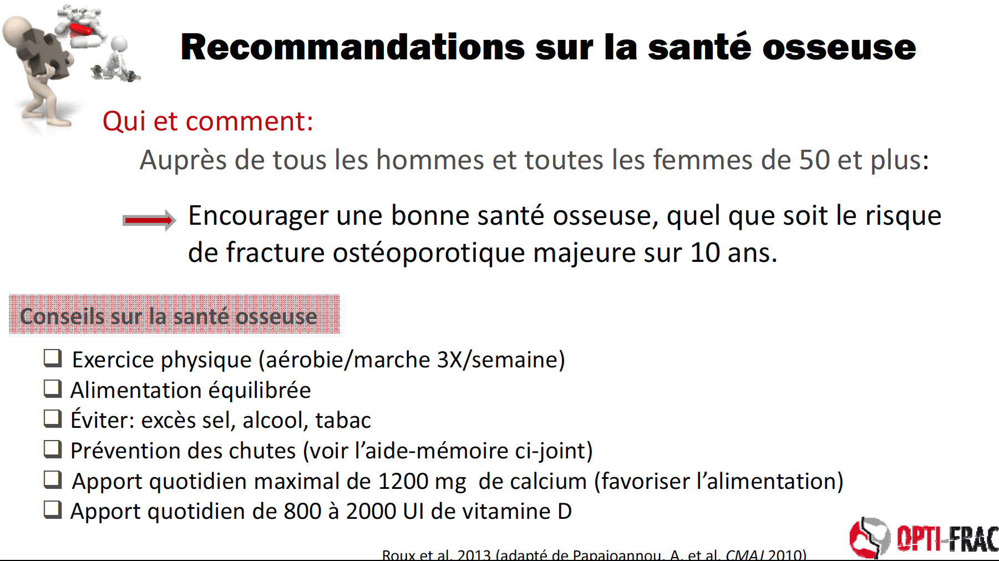 Recommandations sur la santé osseuse
Qui et comment:
Auprès de tous les hommes et toutes les femmes de 50 et plus:
Encourager une bonne santé osseuse, quel que soit le risque
de fracture ostéoporotique majeure sur 10 ans.
Conseils sur la santé osseuse
Exercice physique (aérobie/marche 3X/semaine)
Alimentation équilibrée
Éviter: excès sel, alcool, tabac
Prévention des chutes (voir l’aide-mémoire ci-joint)
Apport quotidien maximal de 1200 mg  de calcium (favoriser l’alimentation)
Apport quotidien de 800 à 2000 UI de vitamine D
OPTI-FRAC
Roux et al. 2013 (adapté de Papaioannou, A. et al. CMAJ 2010)